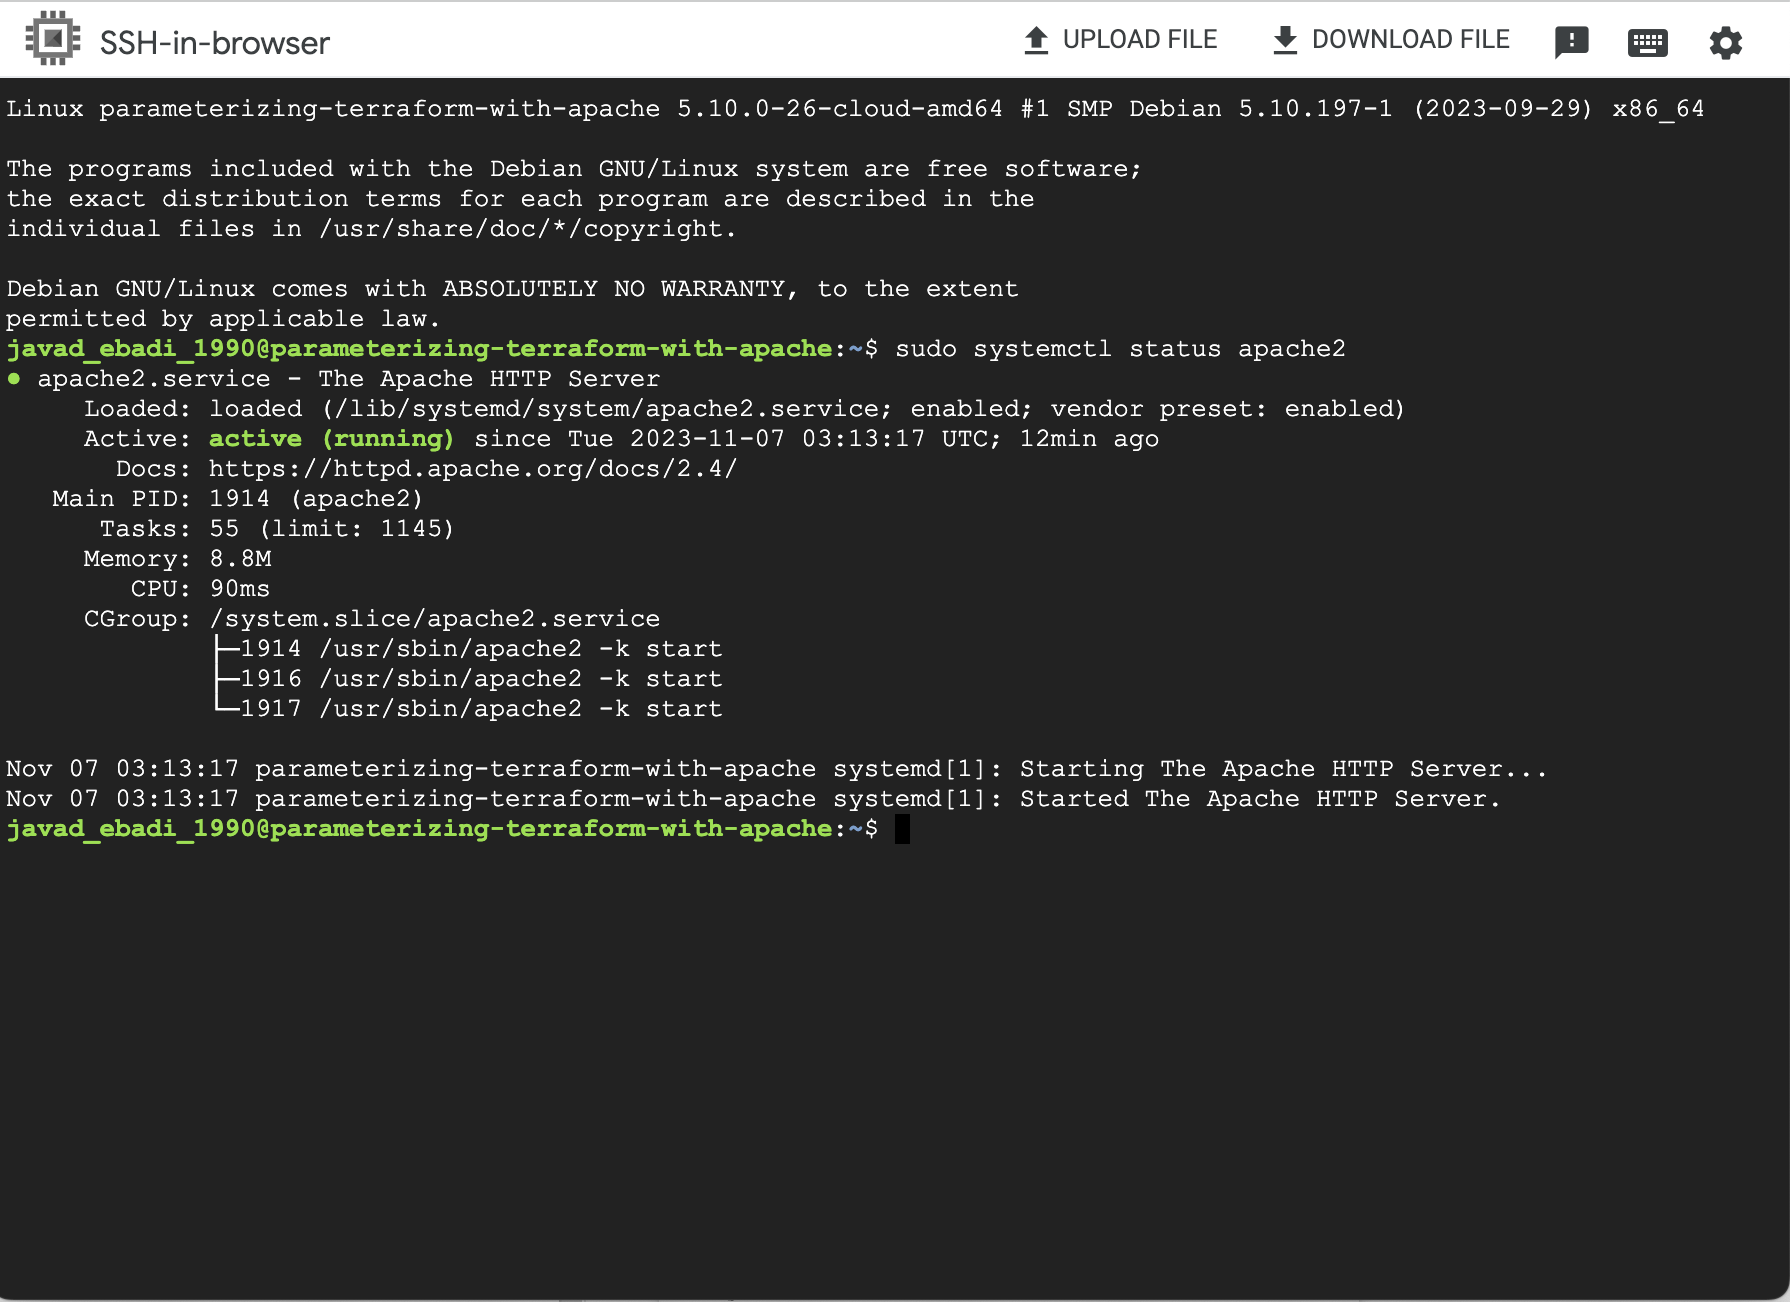 SSH-in-browser UPLOAD FILE DOWNLOAD FILE
Linux parameterizing-terraform-with-apache 5.10.0-26-cloud-amd64 #1 SMP Debian 5.10.197-1 (2023-09-29) x86_64
The programs included with the Debian GNU/Linux system are free software;
the exact distribution terms for each program are described in the
individual files in /usr/share/doc/*/copyright.
Debian GNU/Linux comes with ABSOLUTELY NO WARRANTY, to the extent
permitted by applicable law.
javad_ebadi_1990@parameterizing-terraform-with-apache:~$ sudo systemctl status apache2
● apache2.service - The Apache HTTP Server
Loaded: loaded (/lib/systemd/system/apache2.service; enabled; vendor preset: enabled)
Active: active (running) since Tue 2023-11-07 03:13:17 UTC; 12min ago
Docs: https://httpd.apache.org/docs/2.4/
Main PID: 1914 (apache2)
Tasks: 55 (limit: 1145)
Memory: 8.8M
CPU: 90ms
CGroup: /system.slice/apache2.service
├─1914 /usr/sbin/apache2 -k start
├─1916 /usr/sbin/apache2 -k start
└─1917 /usr/sbin/apache2 -k start
Nov 07 03:13:17 parameterizing-terraform-with-apache systemd[1]: Starting The Apache HTTP Server...
Nov 07 03:13:17 parameterizing-terraform-with-apache systemd[1]: Started The Apache HTTP Server.
javad_ebadi_1990@parameterizing-terraform-with-apache:~$